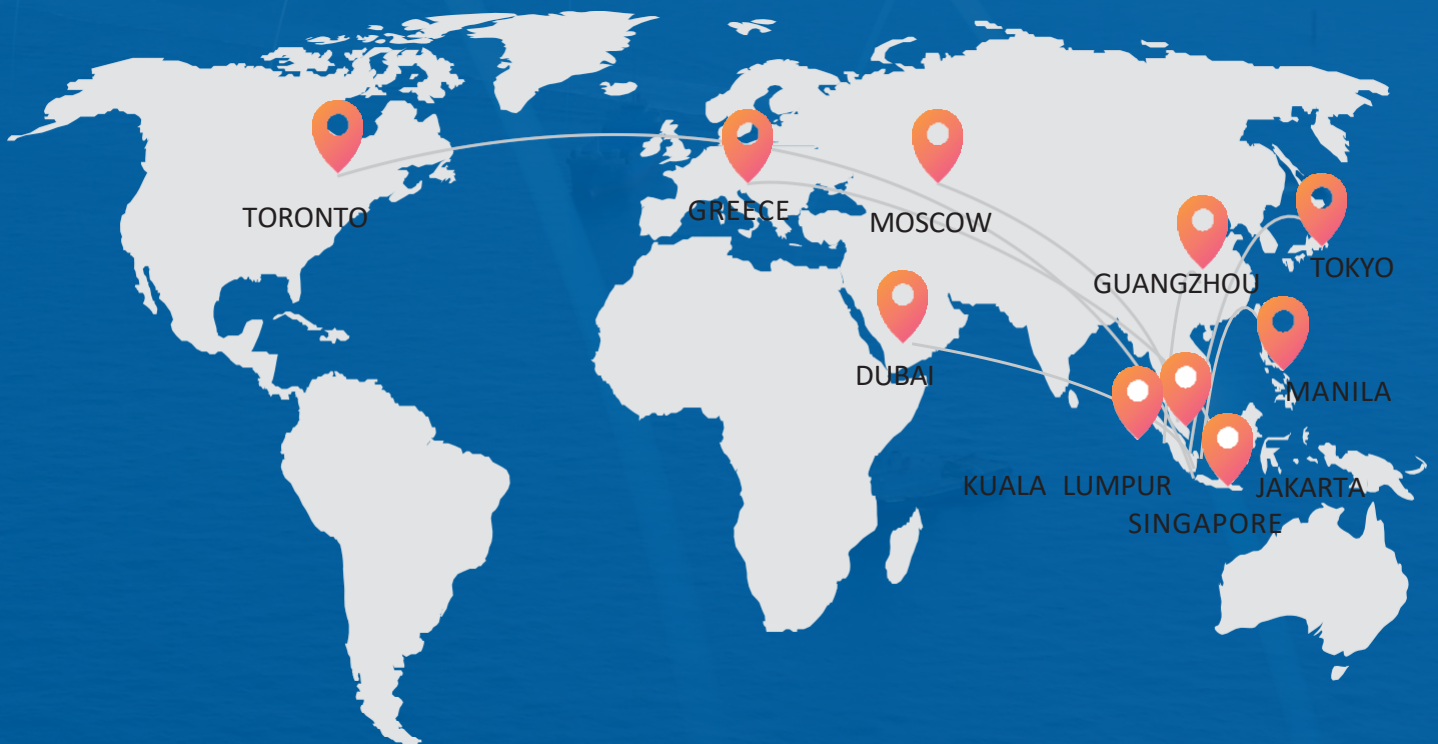 TORONTO
GREECE
MOSCOW
TOKYO
GUANGZHOU
DUBAI
MANILA
KUALA LUMPUR
JAKARTA
SINGAPORE